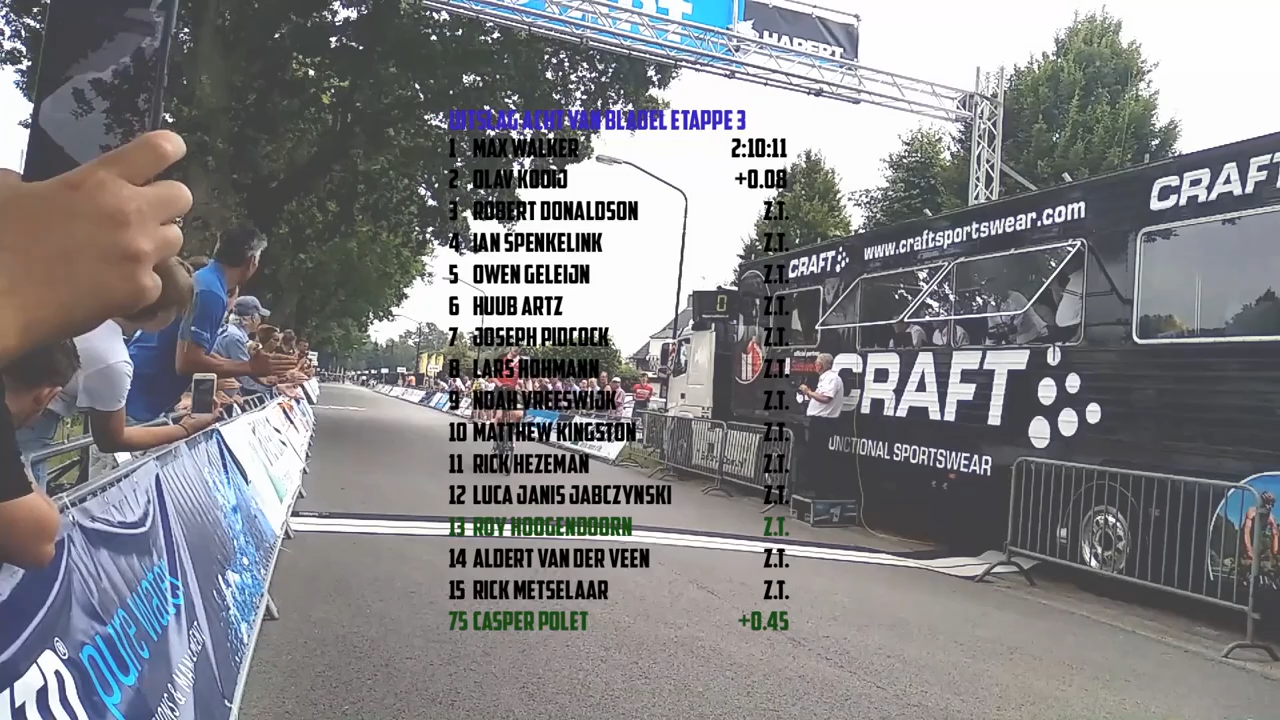 HAPERT
UITSLAG ACHT VAN BLADEL ETAPPE 3
1 MAX WALKER 2:10:11
2 OLAV KOOIJ +0.08
3 ROBERT DONALDSON Z.T.
4 IAN SPENKELINK Z.T.
5 OWEN GELEIJN Z.T.
6 HUUB ARTZ Z.T.
7 JOSEPH PIDCOCK Z.T.
8 LARS HOHMANN Z.T.
9 NOAH VREESWIJK Z.T.
10 MATTHEW KINGSTON Z.T.
11 RICK HEZEMAN Z.T.
12 LUCA JANIS JABCZYNSKI Z.T.
13 ROY HOOGENDOORN Z.T.
14 ALDERT VAN DER VEEN Z.T.
15 RICK METSELAAR Z.T.
75 CASPER POLET +0.45
CRAFT
www.craftsportswear.com
CRAFT
0
CRAFT
UNCTIONAL SPORTSWEAR
pure water